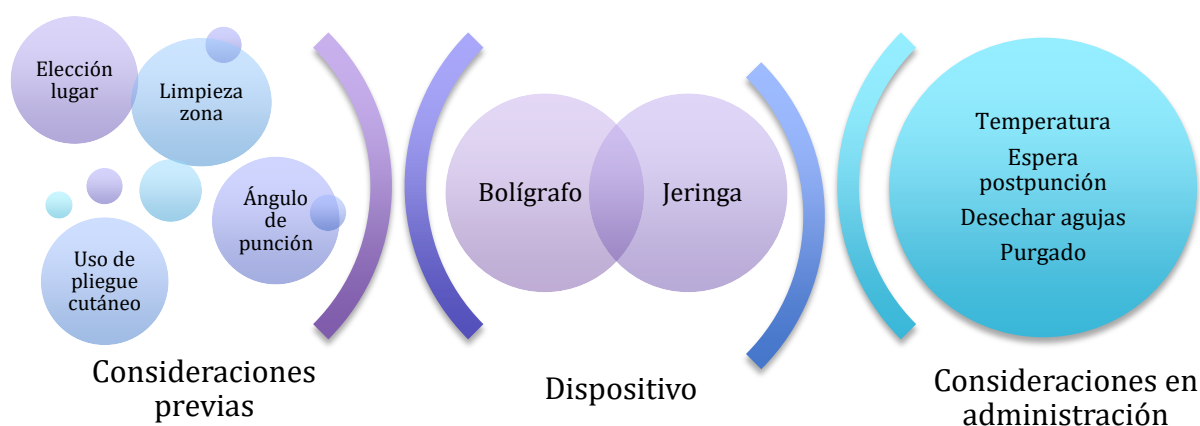 Elección
lugar
Limpieza
zona
Ángulo
de
punción
Uso de
pliegue
cutáneo
Consideraciones
previas
Bolígrafo
Jeringa
Dispositivo
Temperatura
Espera
postpunción
Desechar agujas
Purgado
Consideraciones en
administración